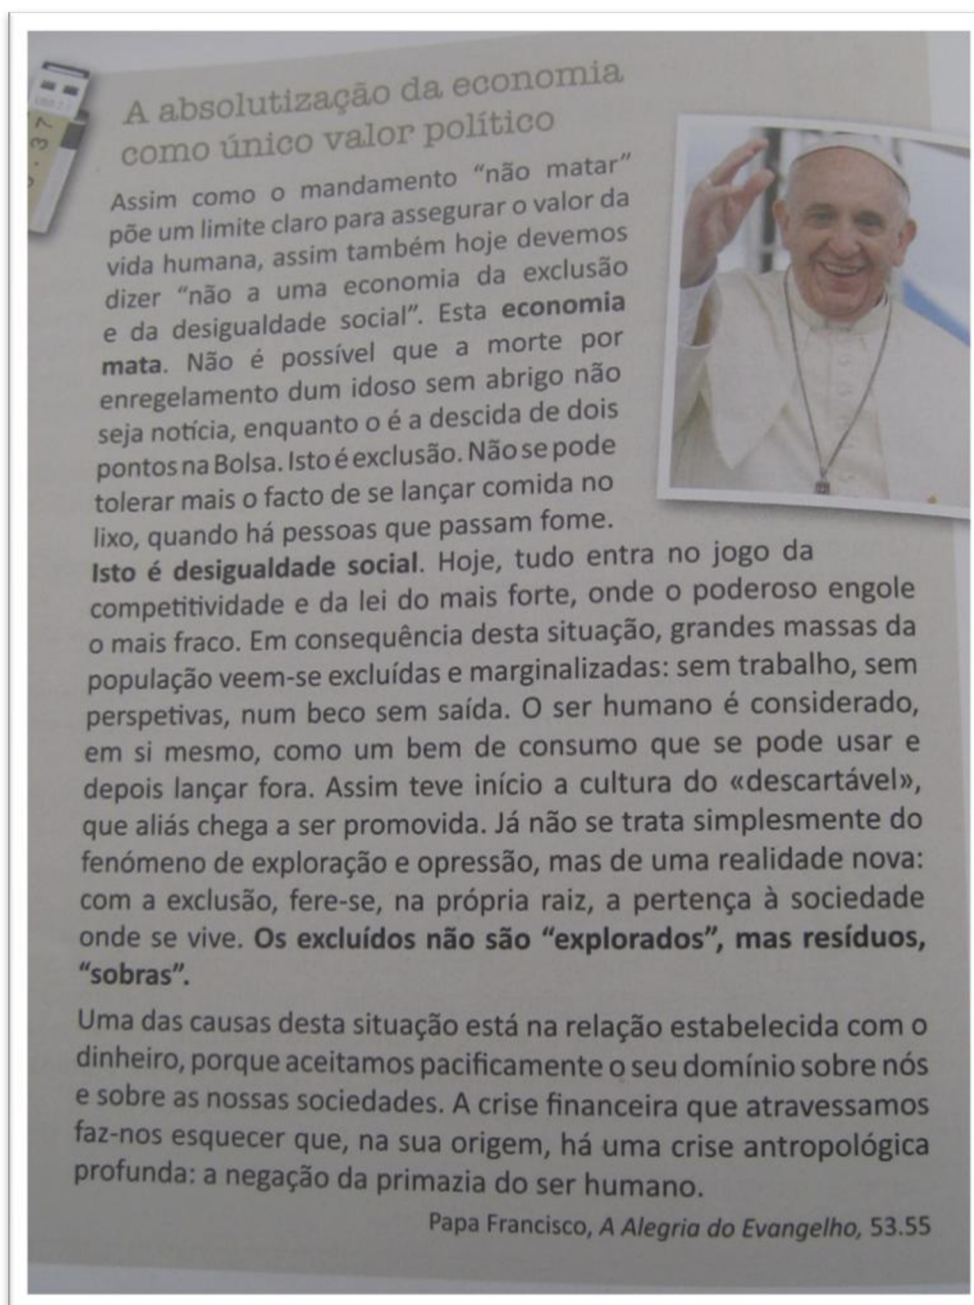 A absolutização da economia
como único valor político
Assim como o mandamento “não matar”
põe um limite claro para assegurar o valor da
vida humana, assim também hoje devemos
dizer “não a uma economia da exclusão
e da desigualdade social”. Esta economia
mata. Não é possível que a morte por
enregelamento dum idoso sem abrigo não
seja notícia, enquanto o é a descida de dois
pontos na Bolsa. Isto é exclusão. Não se pode
tolerar mais o facto de se lançar comida no
lixo, quando há pessoas que passam fome.
Isto é desigualdade social. Hoje, tudo entra no jogo da
competitividade e da lei do mais forte, onde o poderoso engole
o mais fraco. Em consequência desta situação, grandes massas da
população veem-se excluídas e marginalizadas: sem trabalho, sem
perspetivas, num beco sem saída. O ser humano é considerado,
em si mesmo, como um bem de consumo que se pode usar e
depois lançar fora. Assim teve início a cultura do «descartável»,
que aliás chega a ser promovida. Já não se trata simplesmente do
fenómeno de exploração e opressão, mas de uma realidade nova:
com a exclusão, fere-se, na própria raiz, a pertença à sociedade
onde se vive. Os excluídos não são “explorados”, mas resíduos,
“sobras”.
Uma das causas desta situação está na relação estabelecida com o
dinheiro, porque aceitamos pacificamente o seu domínio sobre nós
e sobre as nossas sociedades. A crise financeira que atravessamos
faz-nos esquecer que, na sua origem, há uma crise antropológica
profunda: a negação da primazia do ser humano.
Papa Francisco, A Alegria do Evangelho, 53.55